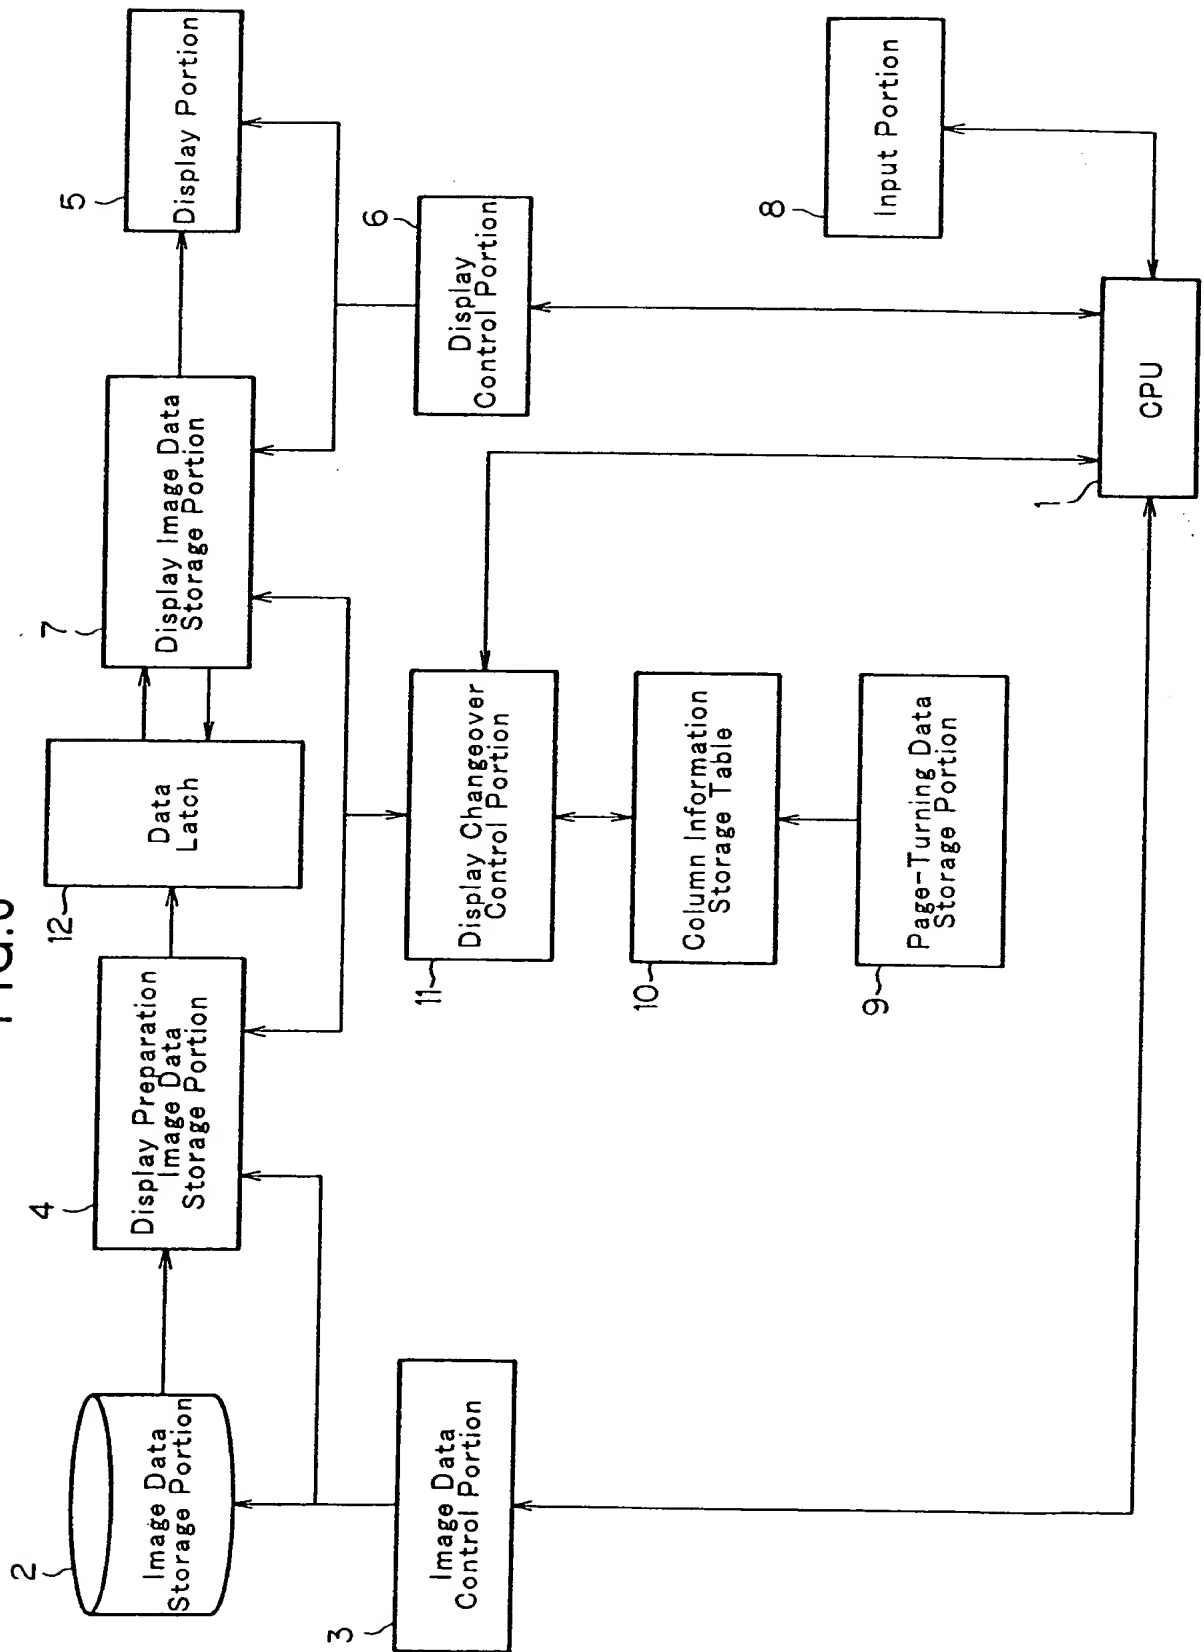 2
Image Data
Storage Portion
3
Image Data
Control Portion
4
Display Preparation
Image Data
Storage Portion
12
Data
Latch
7
Display Image Data
Storage Portion
5
Display Portion
6
Display
Control Portion
11
Display Changeover
Control Portion
10
Column Information
Storage Table
9
Page-Turning Data
Storage Portion
8
Input Portion
1
CPU